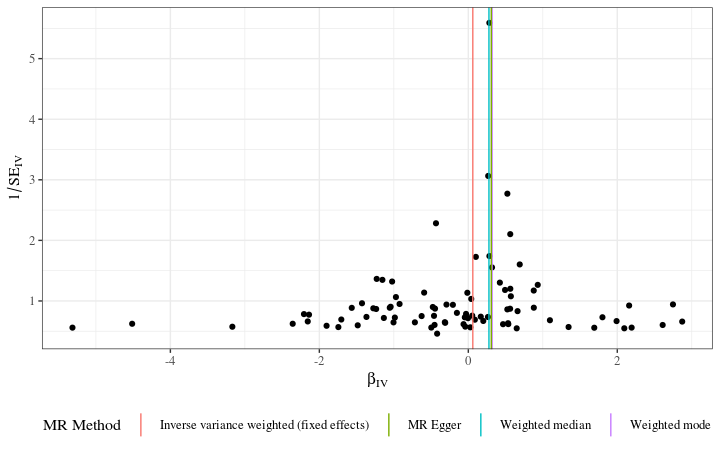 5
4
3
2
1
1/SE_IV
-4
-2
0
2
β_IV
MR Method
Inverse variance weighted (fixed effects)
MR Egger
Weighted median
Weighted mode